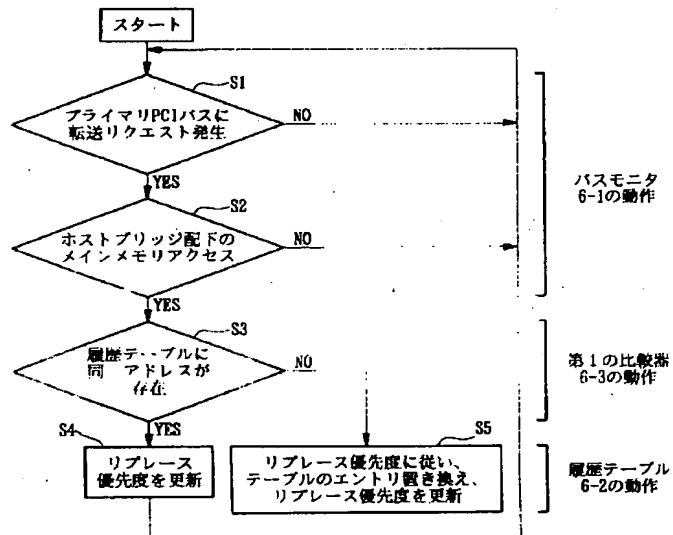 スタート
S1
プライマリPCIバスに
転送リクエスト発生
NO
YES
バスモニタ
6-1の動作
S2
ホストブリッジ配下の
メインメモリアクセス
NO
YES
S3
履歴テーブルに
同一アドレスが
存在
NO
YES
第1の比較器
6-3の動作
S4
リプレース
優先度を更新
S5
リプレース優先度に従い、
テーブルのエントリ置き換え、
リプレース優先度を更新
履歴テーブル
6-2の動作